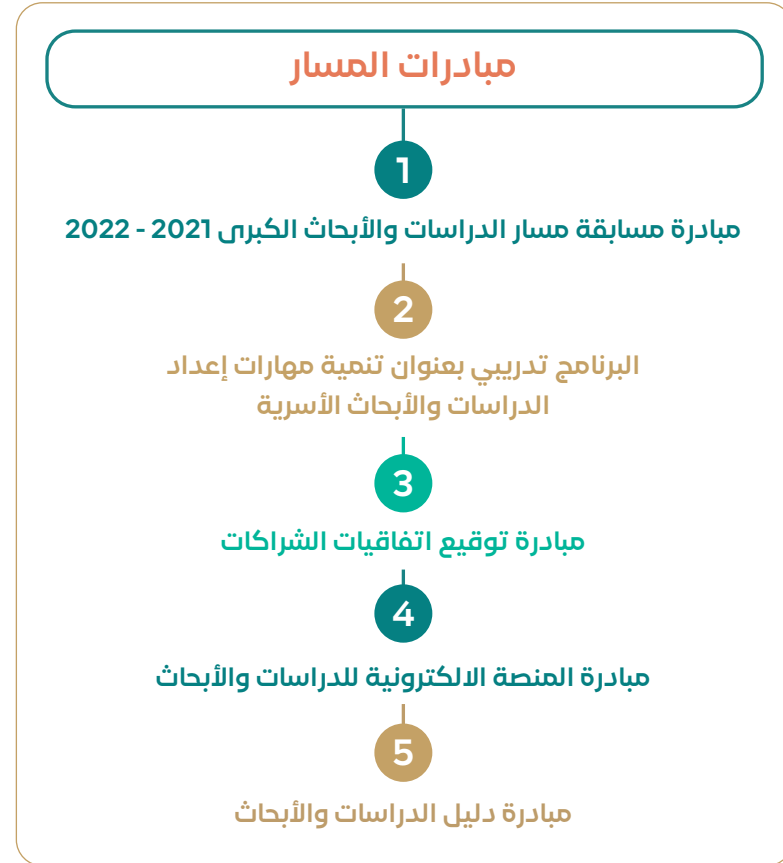 مبادرات المسار
1
مبادرة مسابقة مسار الدراسات والأبحاث الكبرى 2021 - 2022
2
البرنامج تدريبي بعنوان تنمية مهارات إعداد
الدراسات والأبحاث الأسرية
3
مبادرة توقيع اتفاقيات الشراكات
4
مبادرة المنصة الالكترونية للدراسات والأبحاث
5
مبادرة دليل الدراسات والأبحاث